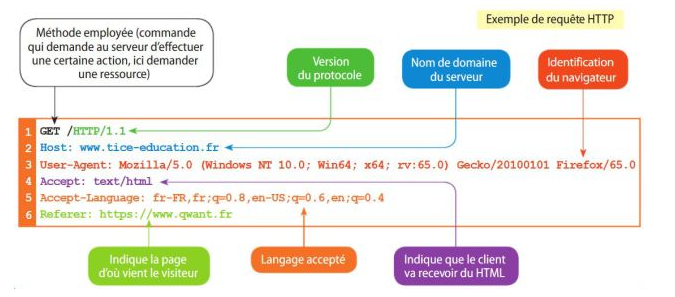 Exemple de requête HTTP
Méthode employée (commande
qui demande au serveur d'effectuer
une certaine action, ici demander
une ressource)
Version
du protocole
Nom de domaine
du serveur
Identification
du navigateur
1 GET /HTTP/1.1
2 Host: www.tice-education.fr
3 User-Agent: Mozilla/5.0 (Windows NT 10.0; Win64; x64; rv:65.0) Gecko/20100101 Firefox/65.0
4 Accept: text/html
5 Accept-Language: fr-FR,fr;q=0.8,en-US;q=0.6,en;q=0.4
6 Referer: https://www.qwant.fr
Indique la page
d'où vient le visiteur
Langage accepté
Indique que le client
va recevoir du HTML